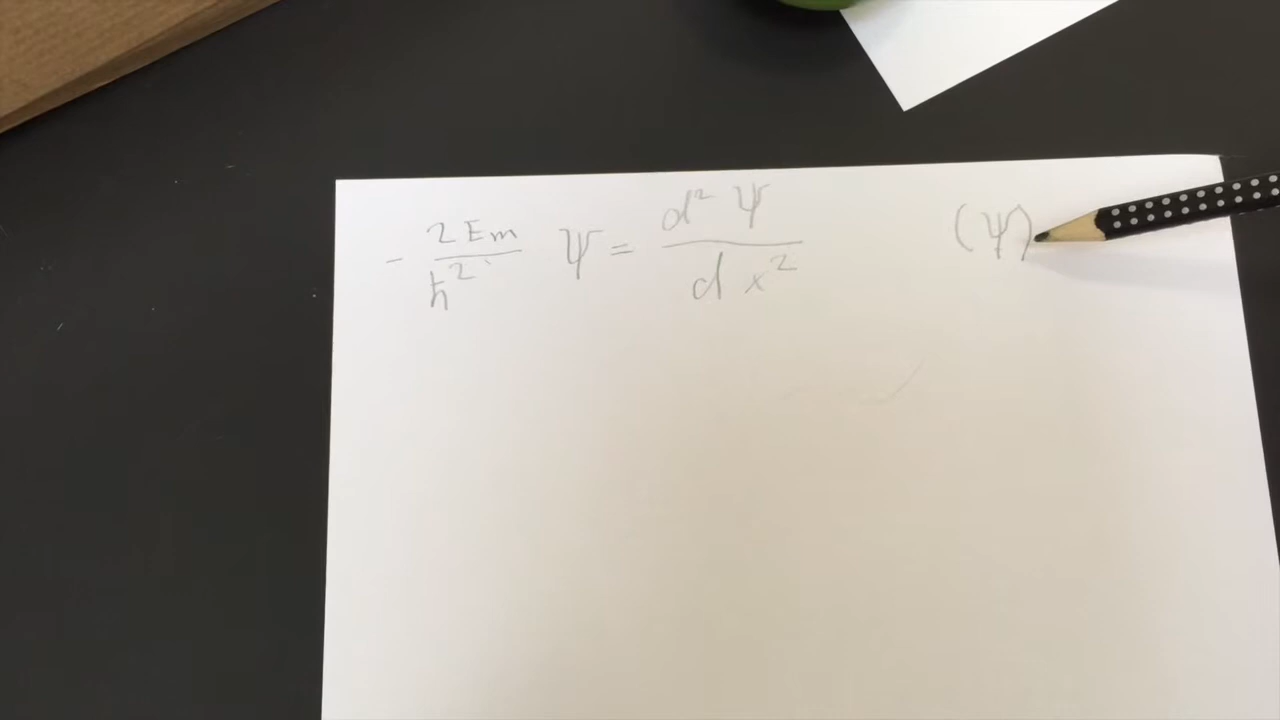 - 2Em/ħ² ψ = d²ψ/dx² (ψ)